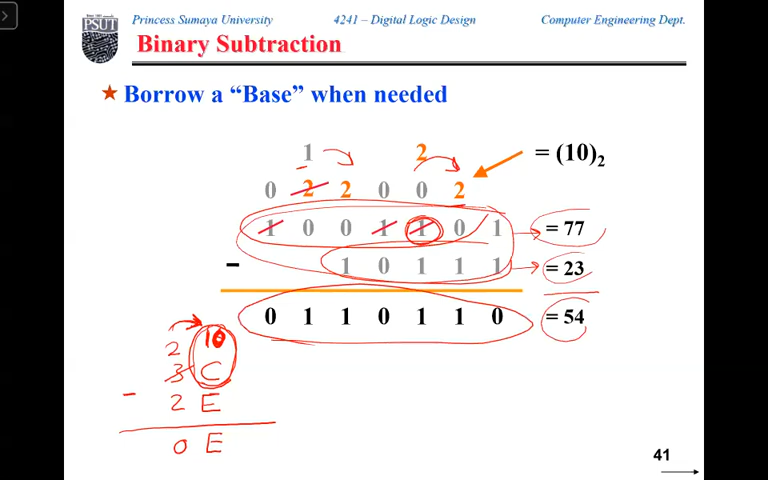 Princess Sumaya University 4241 – Digital Logic Design Computer Engineering Dept.
PSUT
Binary Subtraction
★ Borrow a “Base” when needed
1 2 = (10)2
0 2 2 0 0 2
1 0 0 1 1 0 1 = 77
– 1 0 1 1 1 = 23
0 1 1 0 1 1 0 = 54
2 10
3 C
- 2 E
0 E
41